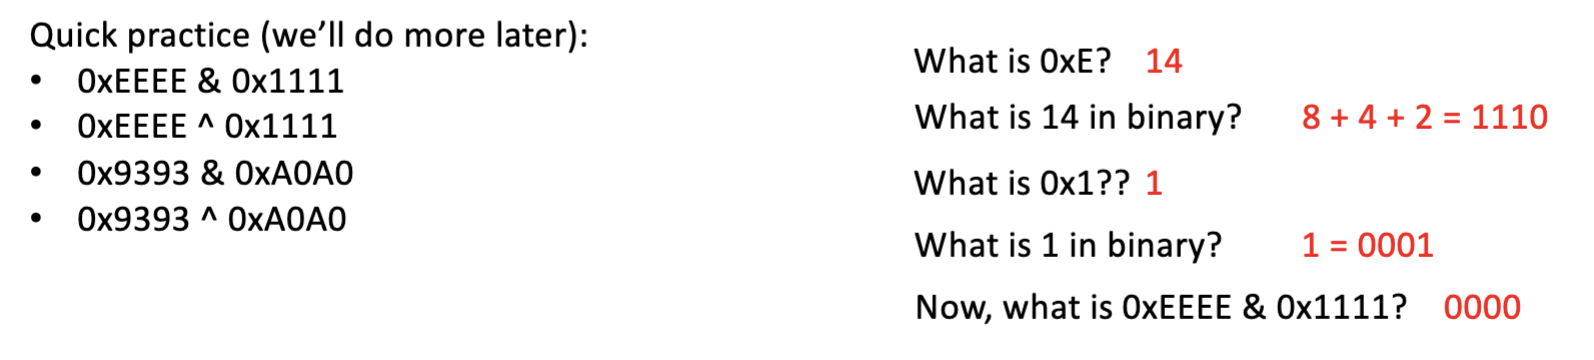 Quick practice (we’ll do more later):
• 0xEEEE & 0x1111
• 0xEEEE ^ 0x1111
• 0x9393 & 0xA0A0
• 0x9393 ^ 0xA0A0
What is 0xE? 14
What is 14 in binary? 8 + 4 + 2 = 1110
What is 0x1?? 1
What is 1 in binary? 1 = 0001
Now, what is 0xEEEE & 0x1111? 0000